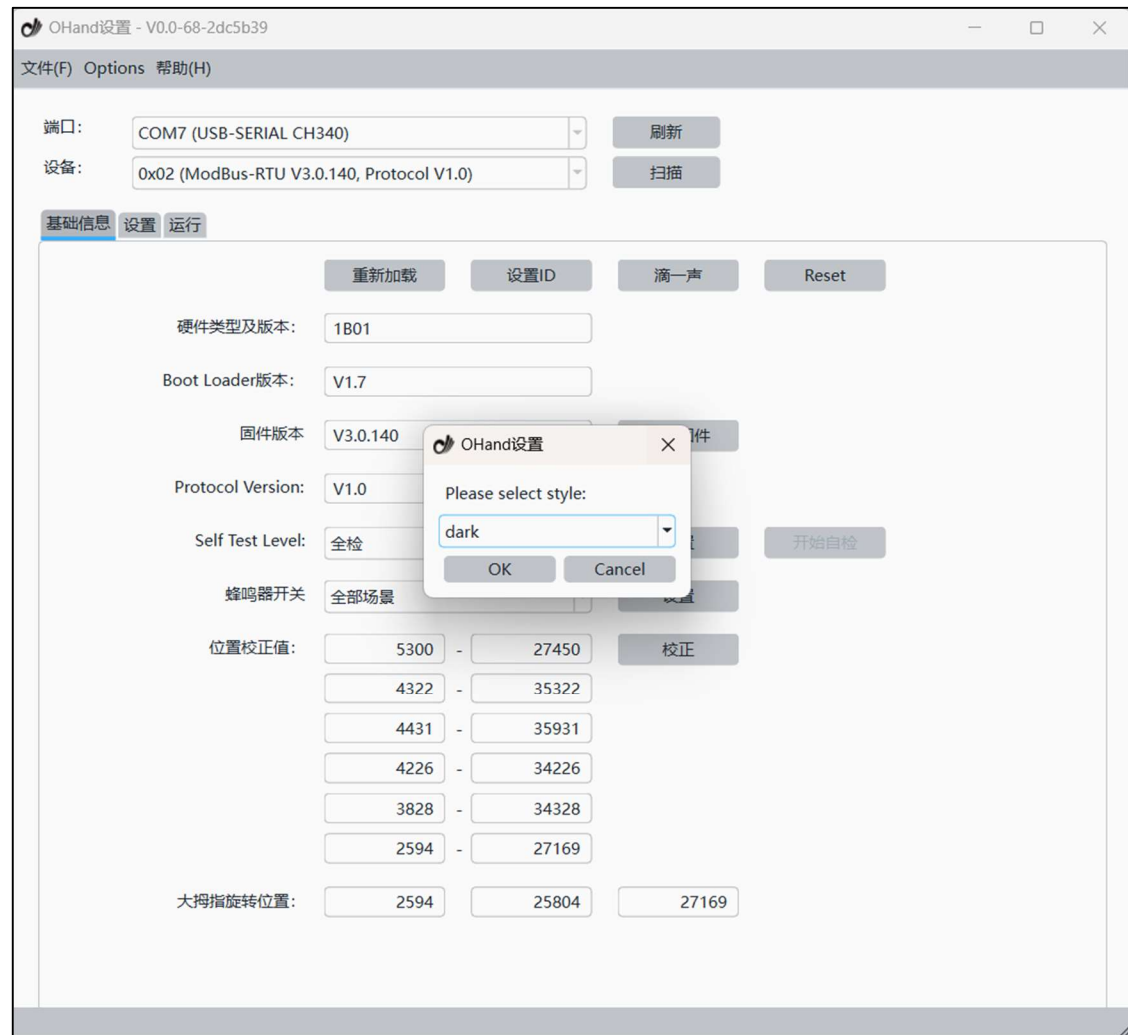 OHand设置 - V0.0-68-2dc5b39
文件(F) Options 帮助(H)
端口: COM7 (USB-SERIAL CH340) 刷新
设备: 0x02 (ModBus-RTU V3.0.140, Protocol V1.0) 扫描
基础信息 设置 运行
重新加载 设置ID 滴一声 Reset
硬件类型及版本: 1B01
Boot Loader版本: V1.7
固件版本 V3.0.140 件
Protocol Version: V1.0
Self Test Level: 全检 开始自检
蜂鸣器开关 全部场景 设置
位置校正值: 5300 - 27450 校正
4322 - 35322
4431 - 35931
4226 - 34226
3828 - 34328
2594 - 27169
大拇指旋转位置: 2594 25804 27169
OHand设置
Please select style:
dark
OK Cancel